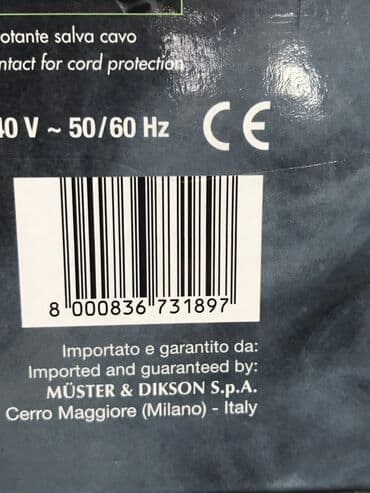 otante salva cavo
ntact for cord protection
40 V ~ 50/60 Hz CE
8 000836 731897
Importato e garantito da:
Imported and guaranteed by:
MÜSTER & DIKSON S.p.A.
Cerro Maggiore (Milano) - Italy